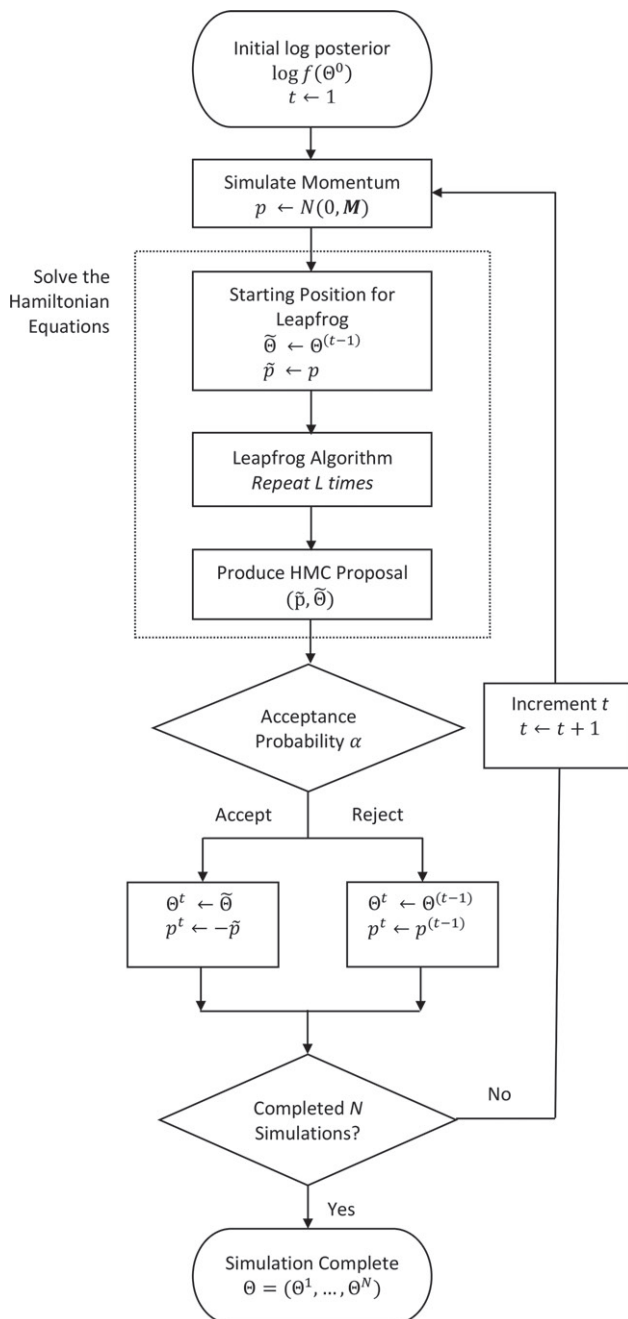 Initial log posterior
log f(Θ⁰)
t ← 1
Simulate Momentum
p ← N(0, M)
Solve the
Hamiltonian
Equations
Starting Position for
Leapfrog
Θ̃ ← Θ⁽ᵗ⁻¹⁾
p̃ ← p
Leapfrog Algorithm
Repeat L times
Produce HMC Proposal
(p̃, Θ̃)
Acceptance
Probability α
Increment t
t ← t + 1
Accept
Reject
Θᵗ ← Θ̃
pᵗ ← −p̃
Θᵗ ← Θ⁽ᵗ⁻¹⁾
pᵗ ← p⁽ᵗ⁻¹⁾
Completed N
Simulations?
No
Yes
Simulation Complete
Θ = (Θ¹, … , Θᴺ)